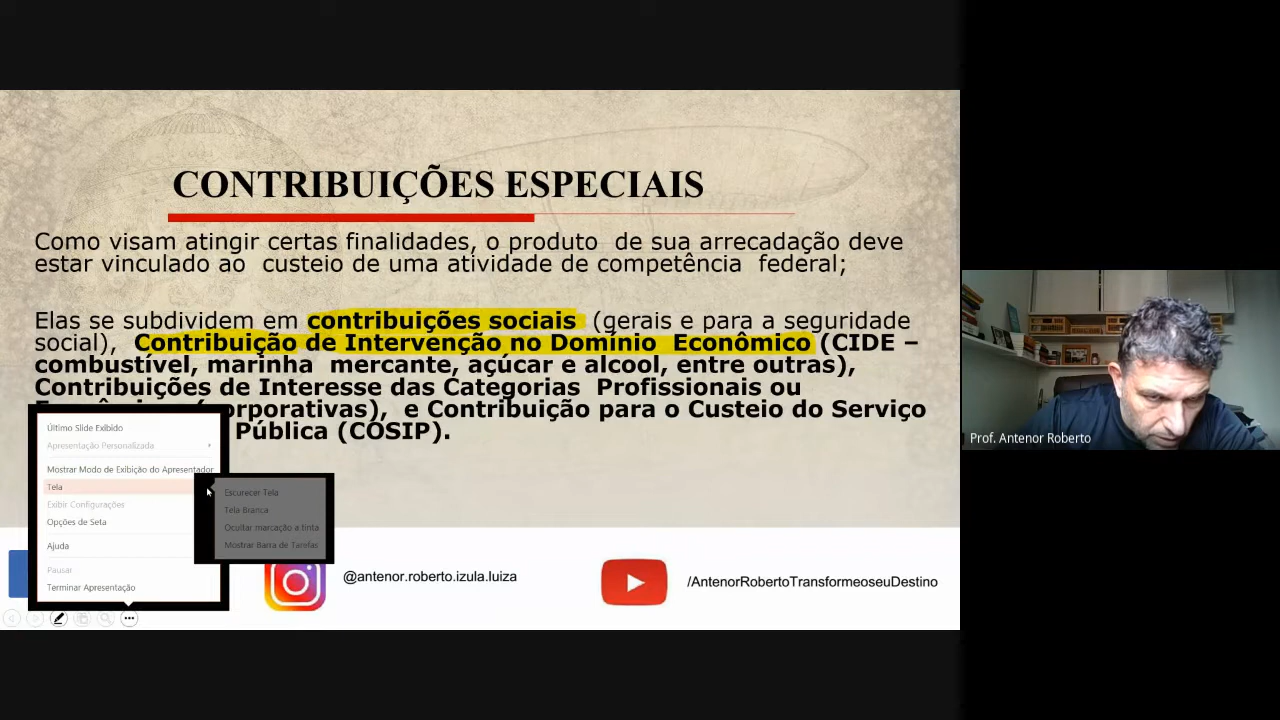 CONTRIBUIÇÕES ESPECIAIS
Como visam atingir certas finalidades, o produto de sua arrecadação deve
estar vinculado ao custeio de uma atividade de competência federal;
Elas se subdividem em contribuições sociais (gerais e para a seguridade
social), Contribuição de Intervenção no Domínio Econômico (CIDE –
combustível, marinha mercante, açúcar e alcool, entre outras),
Contribuições de Interesse das Categorias Profissionais ou
orporativas), e Contribuição para o Custeio do Serviço
Pública (COSIP).
Último Slide Exibido
Apresentação Personalizada
Mostrar Modo de Exibição do Apresentador
Tela
Exibir Configurações
Opções de Seta
Ajuda
Pausar
Terminar Apresentação
Escurecer Tela
Tela Branca
Ocultar marcação a tinta
Mostrar Barra de Tarefas
@antenor.roberto.izula.luiza
/AntenorRobertoTransformeoseuDestino
Prof. Antenor Roberto